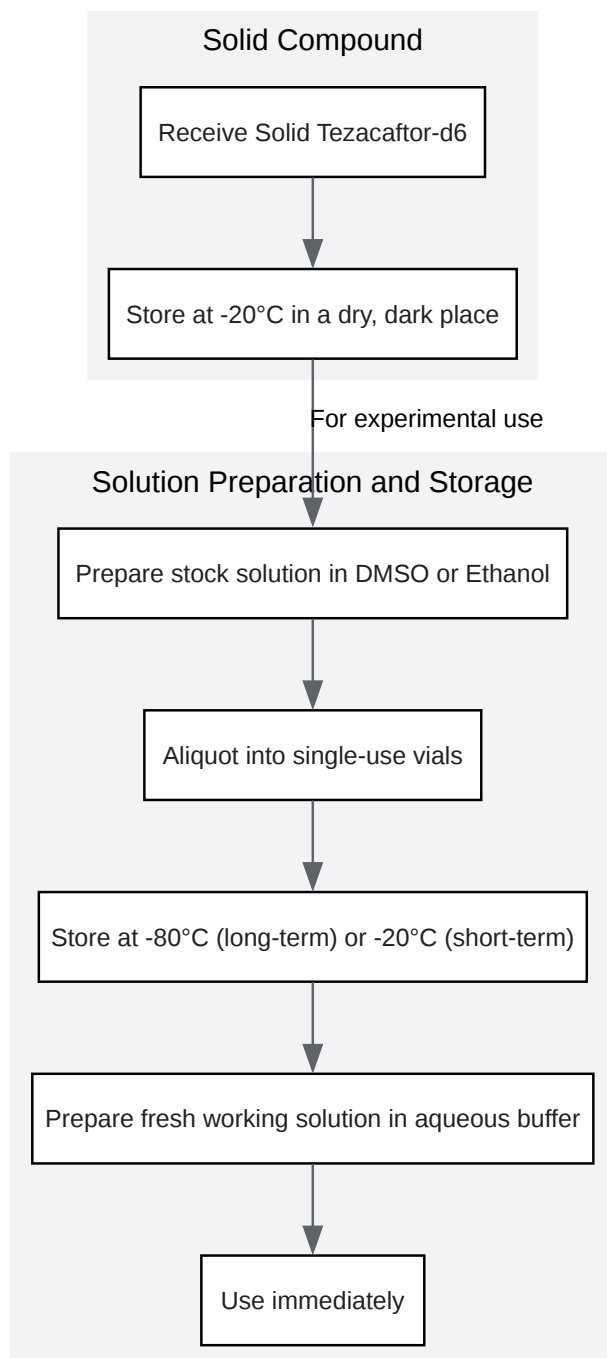 Solid Compound
Receive Solid Tezacaftor-d6
Store at -20°C in a dry, dark place
For experimental use
Solution Preparation and Storage
Prepare stock solution in DMSO or Ethanol
Aliquot into single-use vials
Store at -80°C (long-term) or -20°C (short-term)
Prepare fresh working solution in aqueous buffer
Use immediately